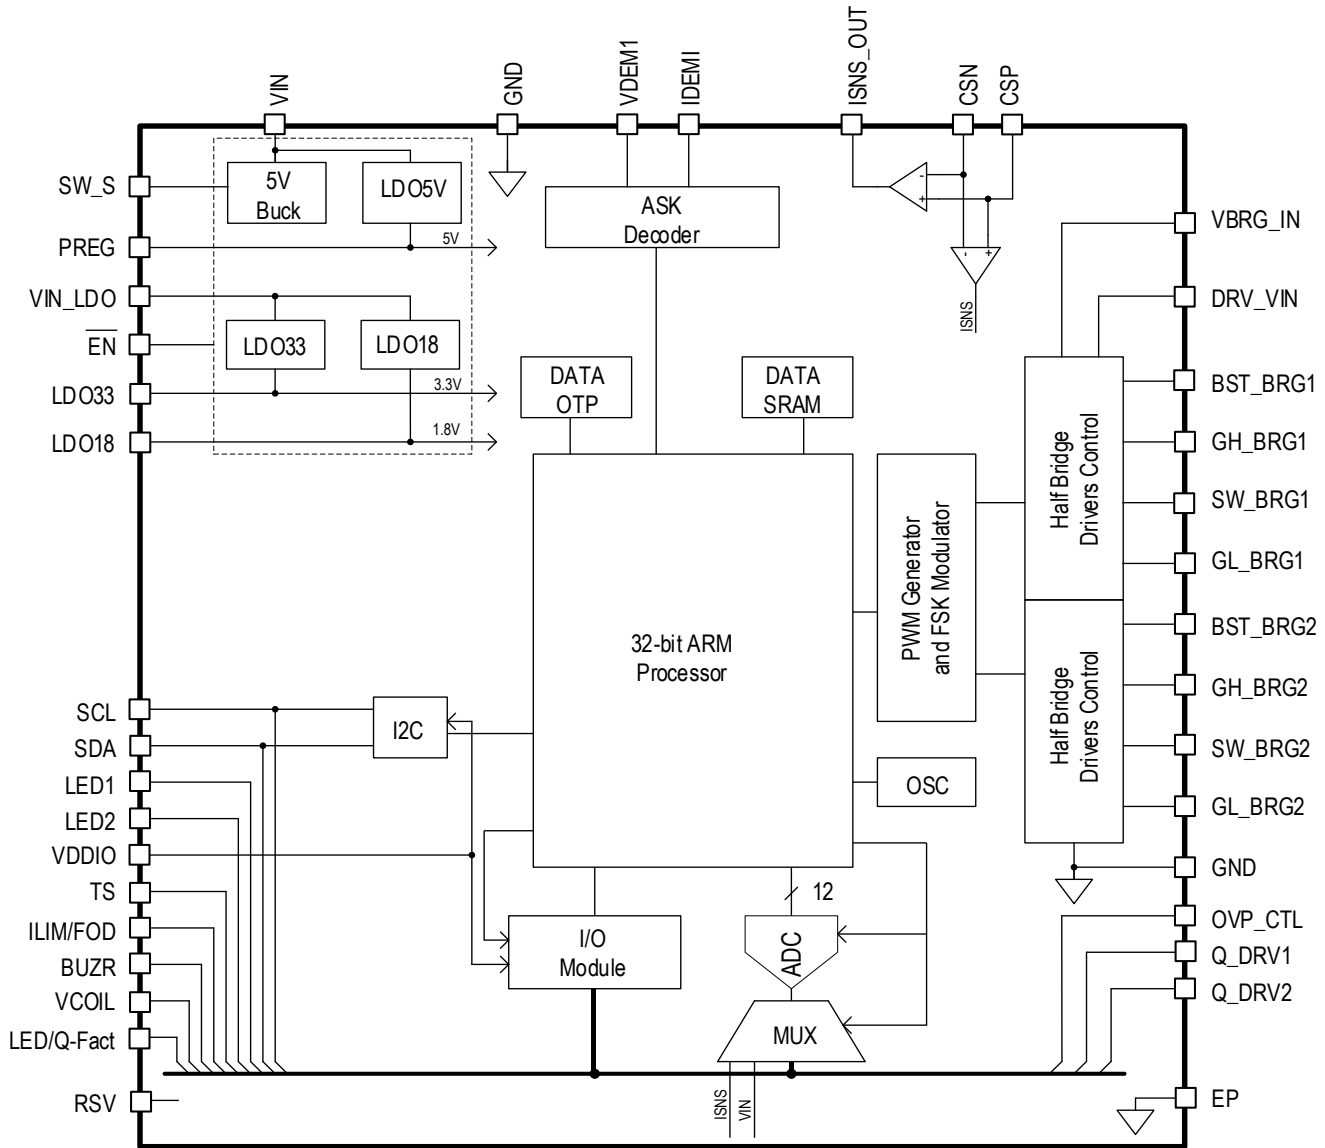 VIN
GND
VDEM1
IDEMI
ISNS_OUT
CSN
CSP
SW_S
PREG
VIN_LDO
EN
LDO33
LDO18
5V
Buck
LDO5V
5V
LDO33
LDO18
3.3V
1.8V
ASK
Decoder
-
+
-
+
ISNS
VBRG_IN
DRV_VIN
BST_BRG1
GH_BRG1
SW_BRG1
GL_BRG1
BST_BRG2
GH_BRG2
SW_BRG2
GL_BRG2
GND
OVP_CTL
Q_DRV1
Q_DRV2
EP
DATA
OTP
DATA
SRAM
32-bit ARM
Processor
PWM Generator
and FSK Modulator
Half Bridge
Drivers Control
Half Bridge
Drivers Control
OSC
SCL
SDA
LED1
LED2
VDDIO
TS
ILIM/FOD
BUZR
VCOIL
LED/Q-Fact
RSV
I2C
I/O
Module
12
ADC
MUX
ISNS
VIN